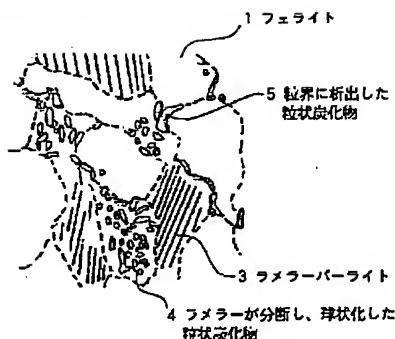 1 フェライト
5 粒界に析出した
粒状炭化物
3 ラメラーパーライト
4 ラメラーが分断し、球状化した
粒状炭化物